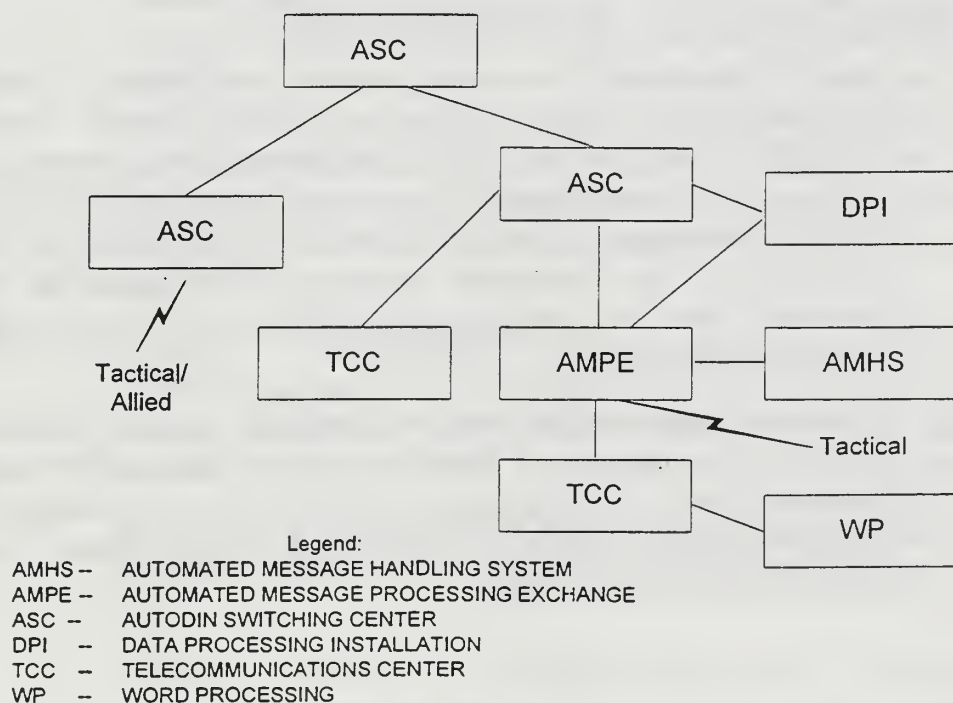 ASC
ASC
DPI
ASC
TCC
AMPE
AMHS
Tactical/
Allied
Tactical
TCC
WP
Legend:
AMHS -- AUTOMATED MESSAGE HANDLING SYSTEM
AMPE -- AUTOMATED MESSAGE PROCESSING EXCHANGE
ASC -- AUTODIN SWITCHING CENTER
DPI -- DATA PROCESSING INSTALLATION
TCC -- TELECOMMUNICATIONS CENTER
WP -- WORD PROCESSING